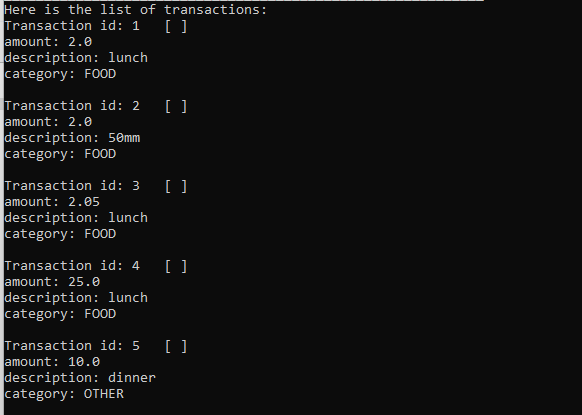 Here is the list of transactions:
Transaction id: 1   [ ]
amount: 2.0
description: lunch
category: FOOD
Transaction id: 2   [ ]
amount: 2.0
description: 50mm
category: FOOD
Transaction id: 3   [ ]
amount: 2.05
description: lunch
category: FOOD
Transaction id: 4   [ ]
amount: 25.0
description: lunch
category: FOOD
Transaction id: 5   [ ]
amount: 10.0
description: dinner
category: OTHER